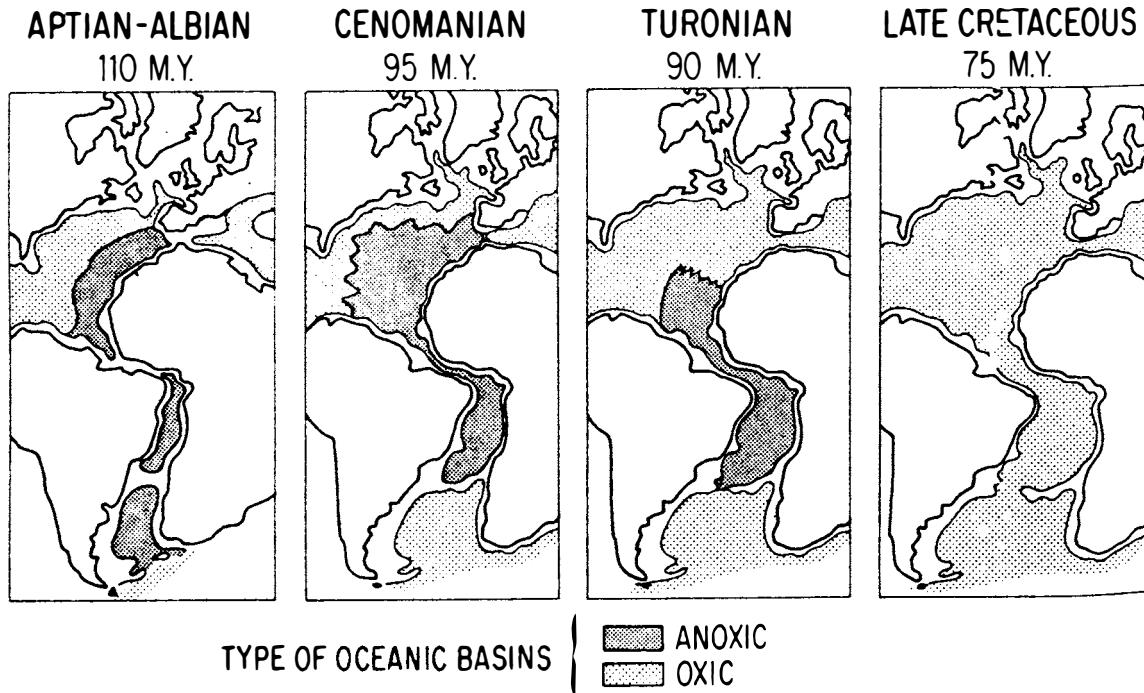 APTIAN-ALBIAN
110 M.Y.
CENOMANIAN
95 M.Y.
TURONIAN
90 M.Y.
LATE CRETACEOUS
75 M.Y.
TYPE OF OCEANIC BASINS
ANOXIC
OXIC